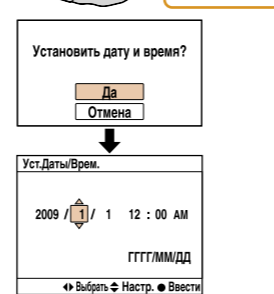 Установить дату и время?
Да
Отмена
Уст.Даты/Врем.
2009 / 1 / 1 12 : 00 AM
ГГГГ/ММ/ДД
Выбрать Настр. Ввести